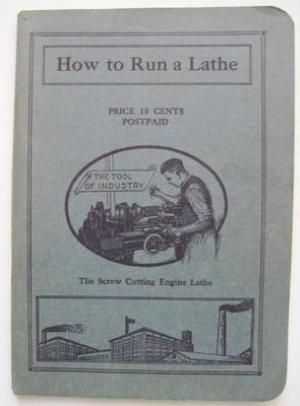 How to Run a Lathe
PRICE 10 CENTS
POSTPAID
THE TOOL
OF INDUSTRY
The Screw Cutting Engine Lathe